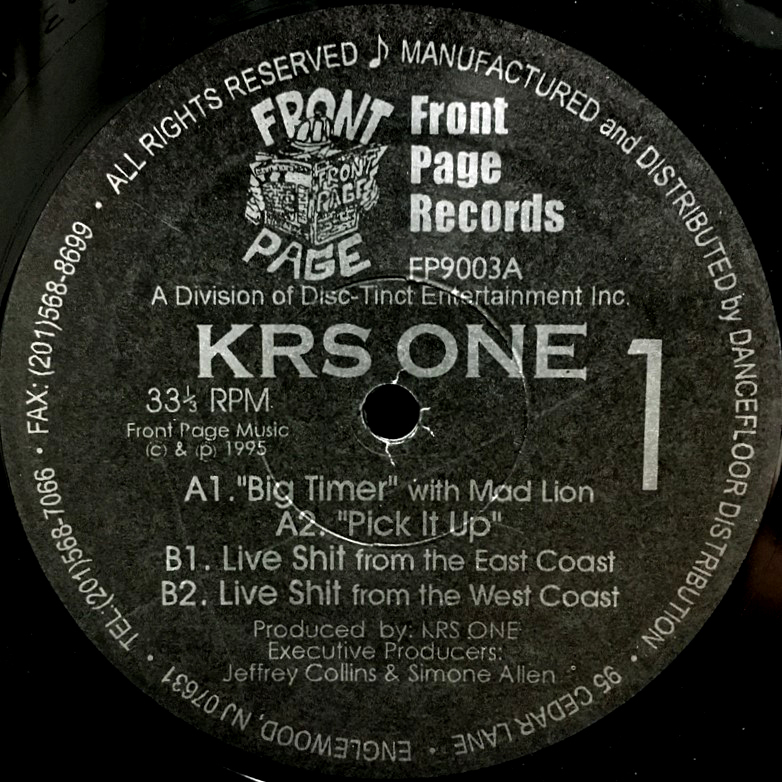 ALL RIGHTS RESERVED ♪ MANUFACTURED and DISTRIBUTED by DANCEFLOOR DISTRIBUTION • 95 CEDAR LANE • ENGLEWOOD, NJ 07631 • TEL:(201)568-7066 • FAX: (201)568-8699 •
FRONT
FRONT
PAGE
PAGE
Front
Page
Records
FP9003A
A Division of Disc-Tinct Entertainment Inc.
KRS ONE
1
33⅓ RPM
Front Page Music
(c) & (p) 1995
A1."Big Timer" with Mad Lion
A2. "Pick It Up"
B1. Live Shit from the East Coast
B2. Live Shit from the West Coast
Produced by: KRS ONE
Executive Producers:
Jeffrey Collins & Simone Allen